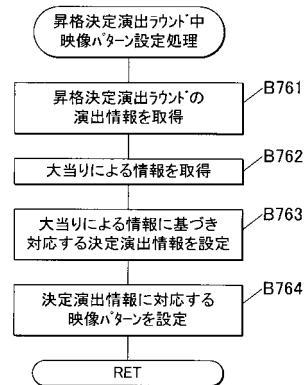 昇格決定演出ラウンド中
映像パターン設定処理
昇格決定演出ラウンドの
演出情報を取得
B761
大当りによる情報を取得
B762
大当りによる情報に基づき
対応する決定演出情報を設定
B763
決定演出情報に対応する
映像パターンを設定
B764
RET